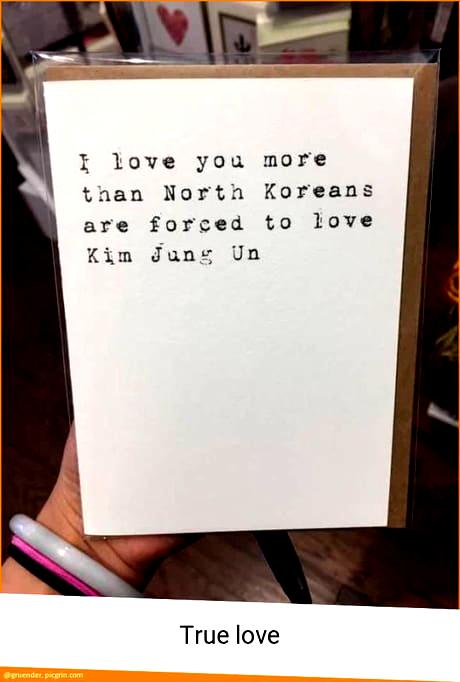 I love you more
than North Koreans
are forced to love
Kim Jung Un
True love
@gruender, picgrin.com